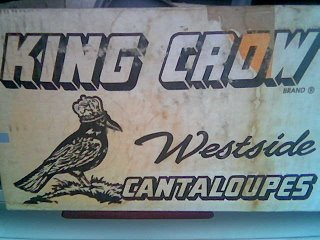 KING CROW
BRAND ®
Westside
CANTALOUPES